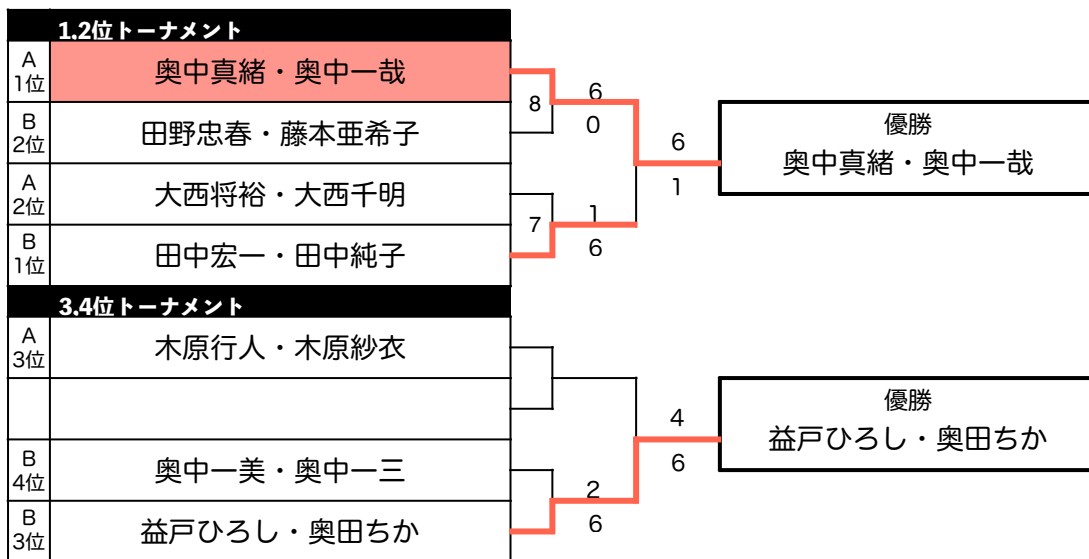 1,2位トーナメント
A
1位
奥中真緒・奥中一哉
B
2位
田野忠春・藤本亜希子
A
2位
大西将裕・大西千明
B
1位
田中宏一・田中純子
8
6
0
7
1
6
6
1
優勝
奥中真緒・奥中一哉
3,4位トーナメント
A
3位
木原行人・木原紗衣
B
4位
奥中一美・奥中一三
B
3位
益戸ひろし・奥田ちか
2
6
4
6
優勝
益戸ひろし・奥田ちか